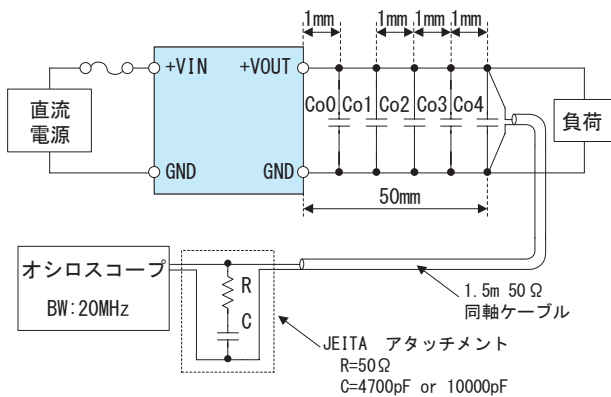 1mm 1mm 1mm 1mm
+VIN +VOUT
Co0 Co1 Co2 Co3 Co4
直流
電源
負荷
GND GND
50mm
オシロスコープ
BW:20MHz
R
C
1.5m 50Ω
同軸ケーブル
JEITA アタッチメント
R=50Ω
C=4700pF or 10000pF